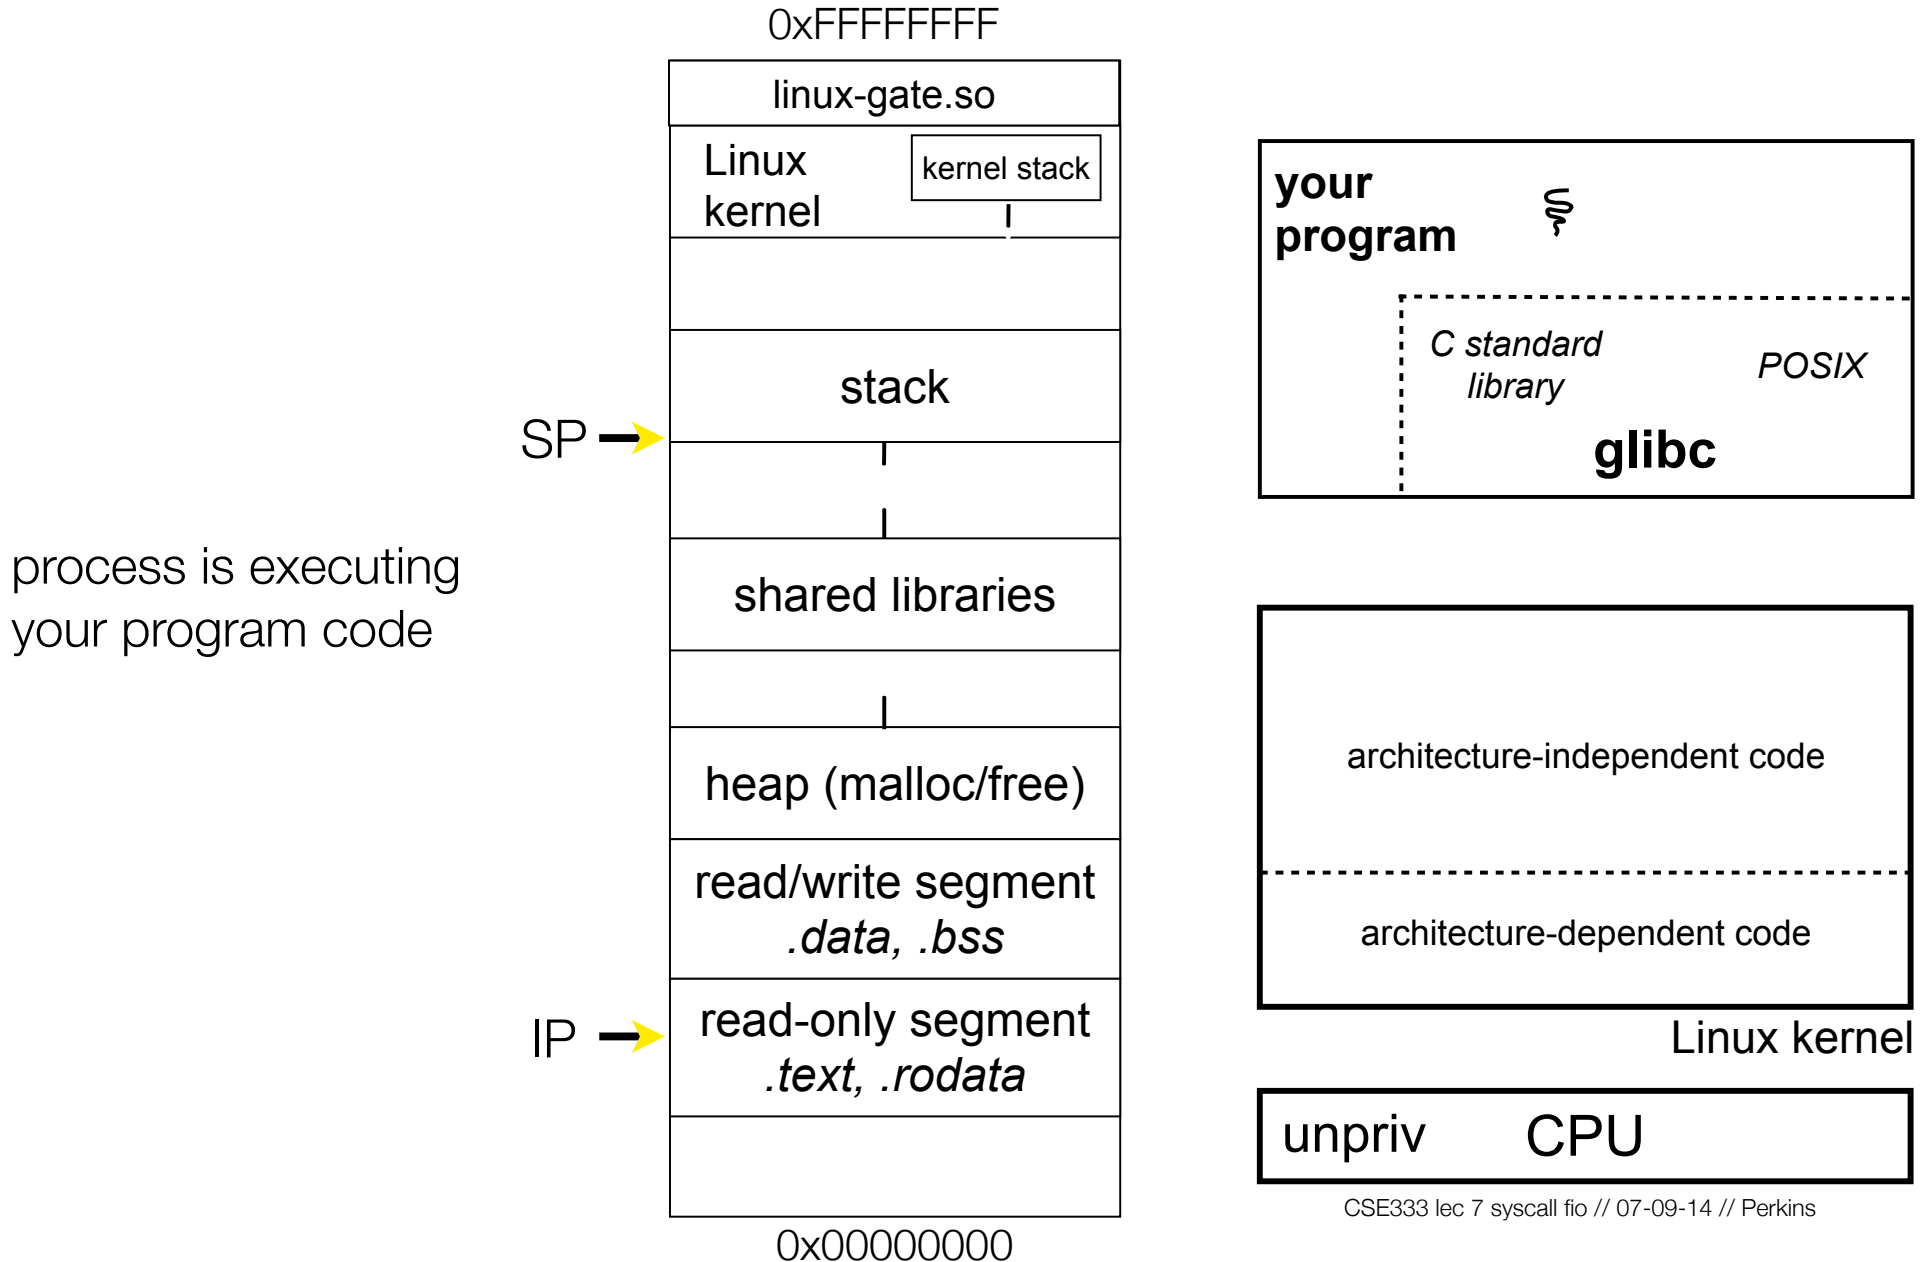 0xFFFFFFFF
linux-gate.so
Linux
kernel
kernel stack
stack
SP
shared libraries
heap (malloc/free)
read/write segment
.data, .bss
IP
read-only segment
.text, .rodata
0x00000000
process is executing
your program code
your
program
C standard
library
POSIX
glibc
architecture-independent code
architecture-dependent code
Linux kernel
unpriv
CPU
CSE333 lec 7 syscall fio // 07-09-14 // Perkins